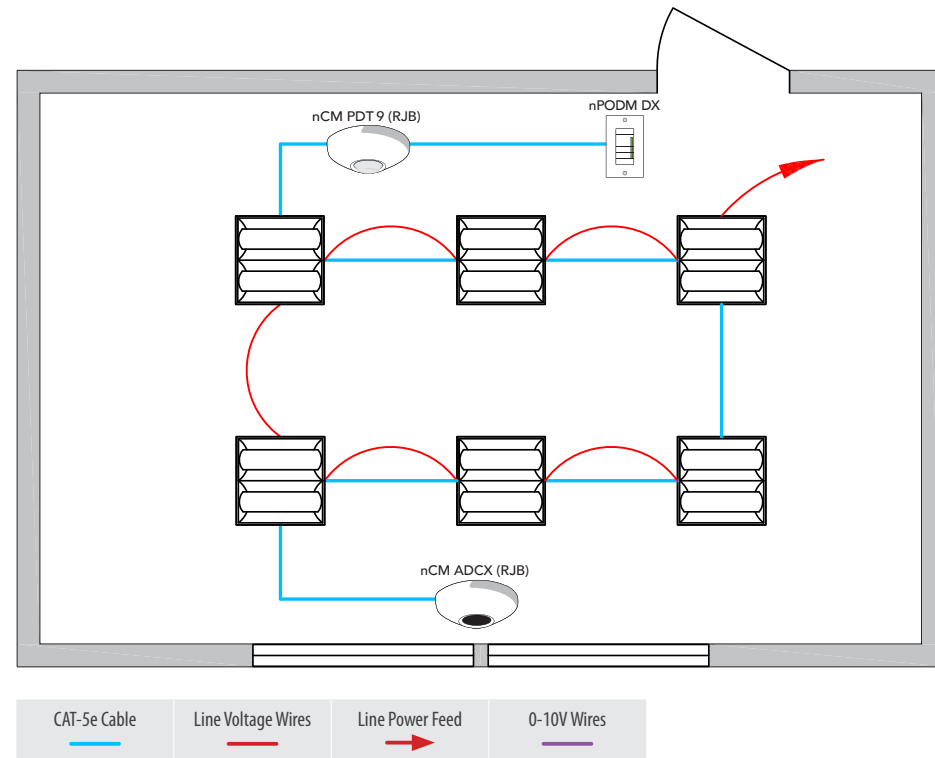 nPODM DX
nCM PDT 9 (RJB)
nCM ADCX (RJB)
CAT-5e Cable
Line Voltage Wires
Line Power Feed
0-10V Wires